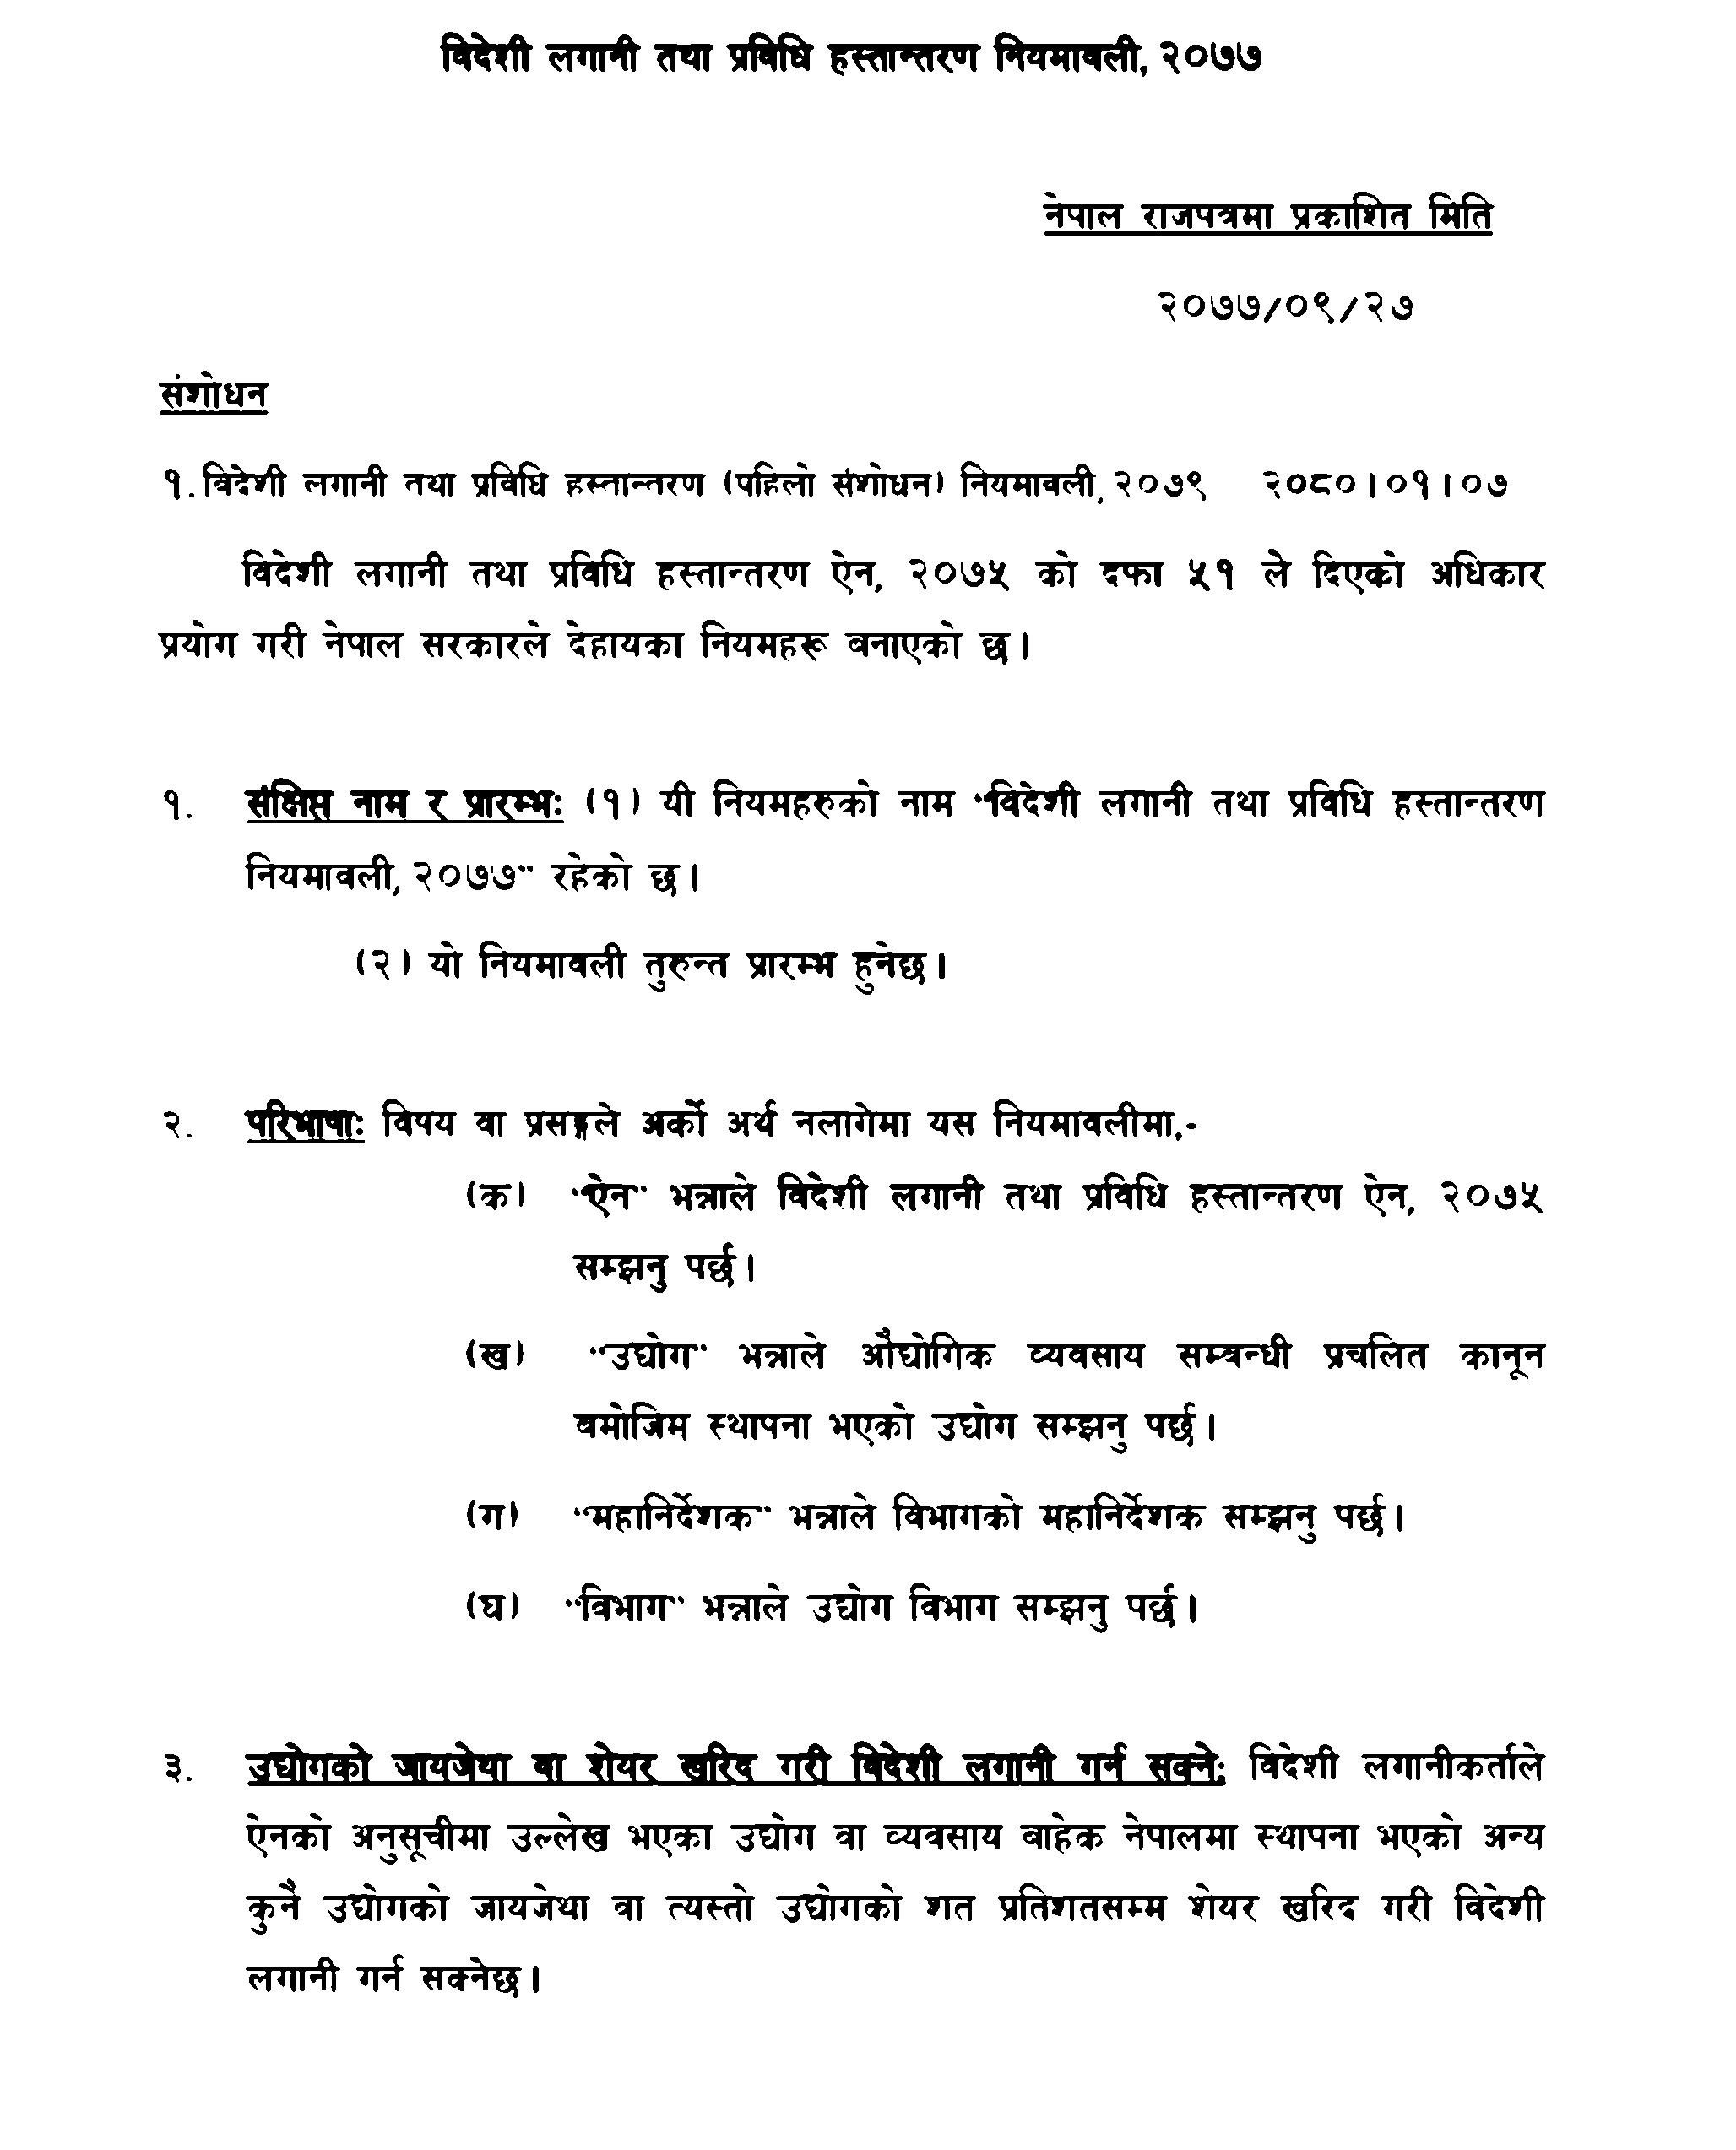 विदेशी लगानी तथा प्रविधि हस्तान्तरण नियमावली, २०७७
नेपाल राजपत्रमा प्रकाशित मिति
२०७७/०९/२७
संशोधन
१. विदेशी लगानी तथा प्रविधि हस्तान्तरण (पहिलो संशोधन) नियमावली, २०७९ २०८०।०१।०७
विदेशी लगानी तथा प्रविधि हस्तान्तरण ऐन, २०७५ को दफा ५१ ले दिएको अधिकार
प्रयोग गरी नेपाल सरकारले देहायका नियमहरू बनाएको छ।
१. संक्षिप्त नाम र प्रारम्भः (१) यी नियमहरुको नाम "विदेशी लगानी तथा प्रविधि हस्तान्तरण
नियमावली, २०७७" रहेको छ।
(२) यो नियमावली तुरुन्त प्रारम्भ हुनेछ।
२. परिभाषाः विषय वा प्रसङ्गले अर्को अर्थ नलागेमा यस नियमावलीमा,-
(क) "ऐन" भन्नाले विदेशी लगानी तथा प्रविधि हस्तान्तरण ऐन, २०७५
सम्झनु पर्छ।
(ख) "उद्योग" भन्नाले औद्योगिक व्यवसाय सम्बन्धी प्रचलित कानून
बमोजिम स्थापना भएको उद्योग सम्झनु पर्छ।
(ग) "महानिर्देशक" भन्नाले विभागको महानिर्देशक सम्झनु पर्छ।
(घ) "विभाग" भन्नाले उद्योग विभाग सम्झनु पर्छ।
३. उद्योगको जायजेथा वा शेयर खरिद गरी विदेशी लगानी गर्न सक्ने: विदेशी लगानीकर्ताले
ऐनको अनुसूचीमा उल्लेख भएका उद्योग वा व्यवसाय बाहेक नेपालमा स्थापना भएको अन्य
कुनै उद्योगको जायजेथा वा त्यस्तो उद्योगको शत प्रतिशतसम्म शेयर खरिद गरी विदेशी
लगानी गर्न सक्नेछ।